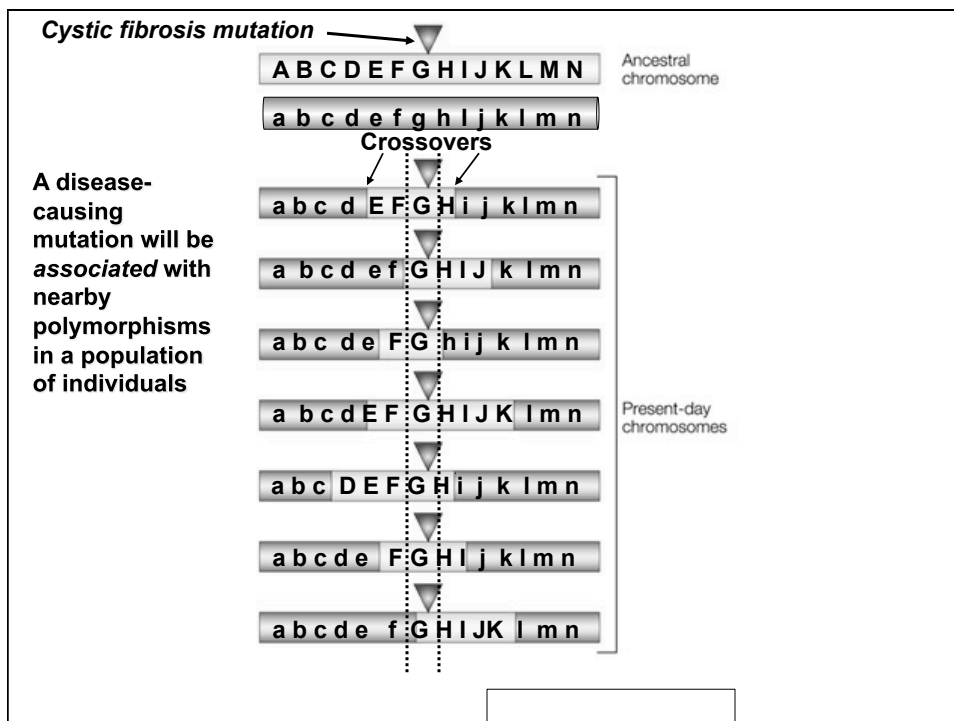 Cystic fibrosis mutation
A B C D E F G H I J K L M N
Ancestral
chromosome
a b c d e f g h I j k l m n
Crossovers
A disease-
causing
mutation will be
associated with
nearby
polymorphisms
in a population
of individuals
a b c d E F G H i j k l m n
a b c d e f G H I J k l m n
a b c d e F G h i j k l m n
a b c d E F G H I J K l m n
a b c D E F G H i j k l m n
a b c d e F G H I j k l m n
a b c d e f G H I J K l m n
Present-day
chromosomes